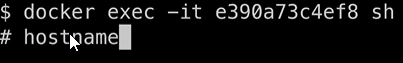 $ docker exec -it e390a73c4ef8 sh
# hostname